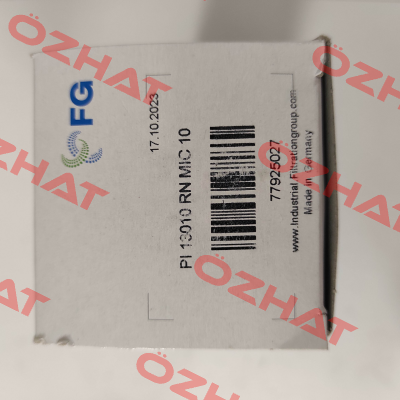 FG
17.10.2023
PI 13010 RN MIC 10
77925027
www.Industrial.Filtrationgroup.com
Made in Germany
ÖZHAT
ÖZHAT
ÖZHAT
ÖZHAT
ÖZHAT
ÖZHAT